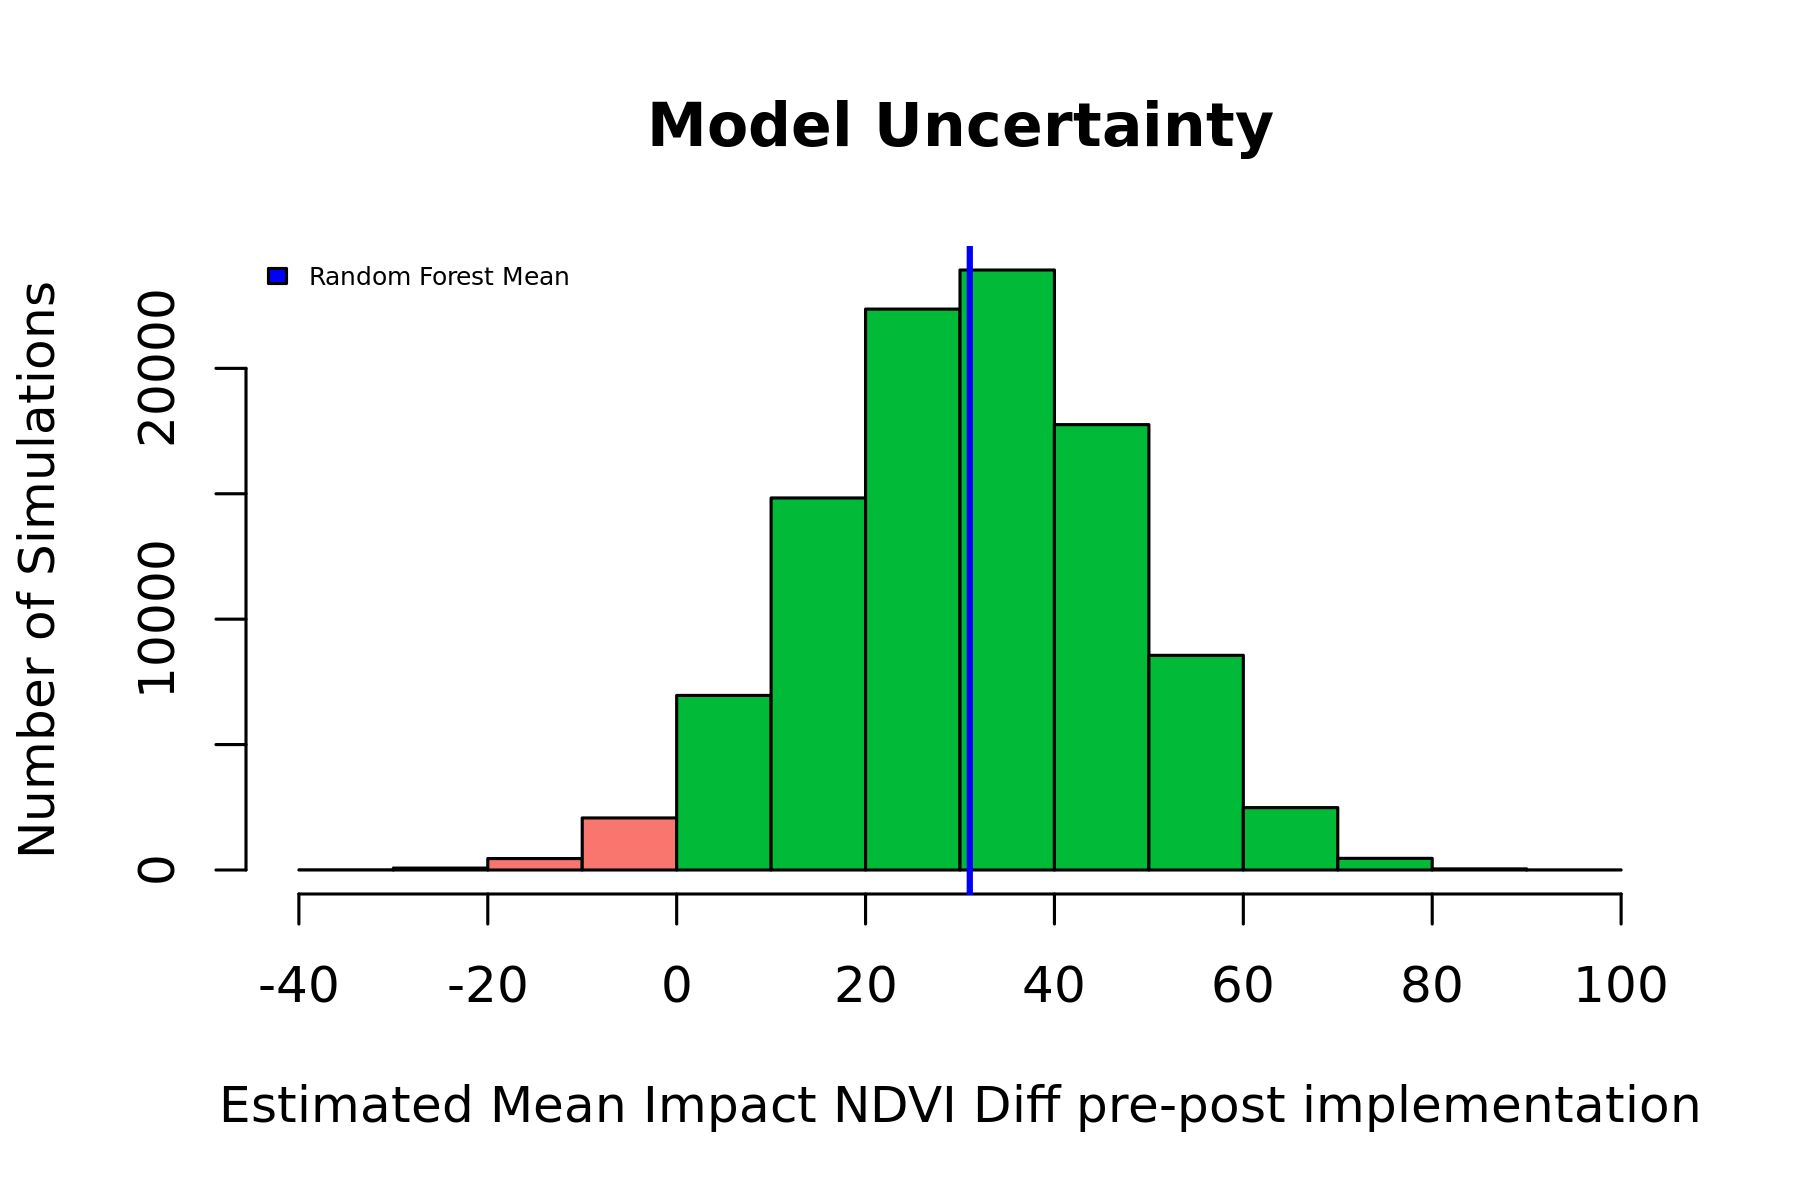 Model Uncertainty
Random Forest Mean
Number of Simulations
20000
10000
0
-40 -20 0 20 40 60 80 100
Estimated Mean Impact NDVI Diff pre-post implementation